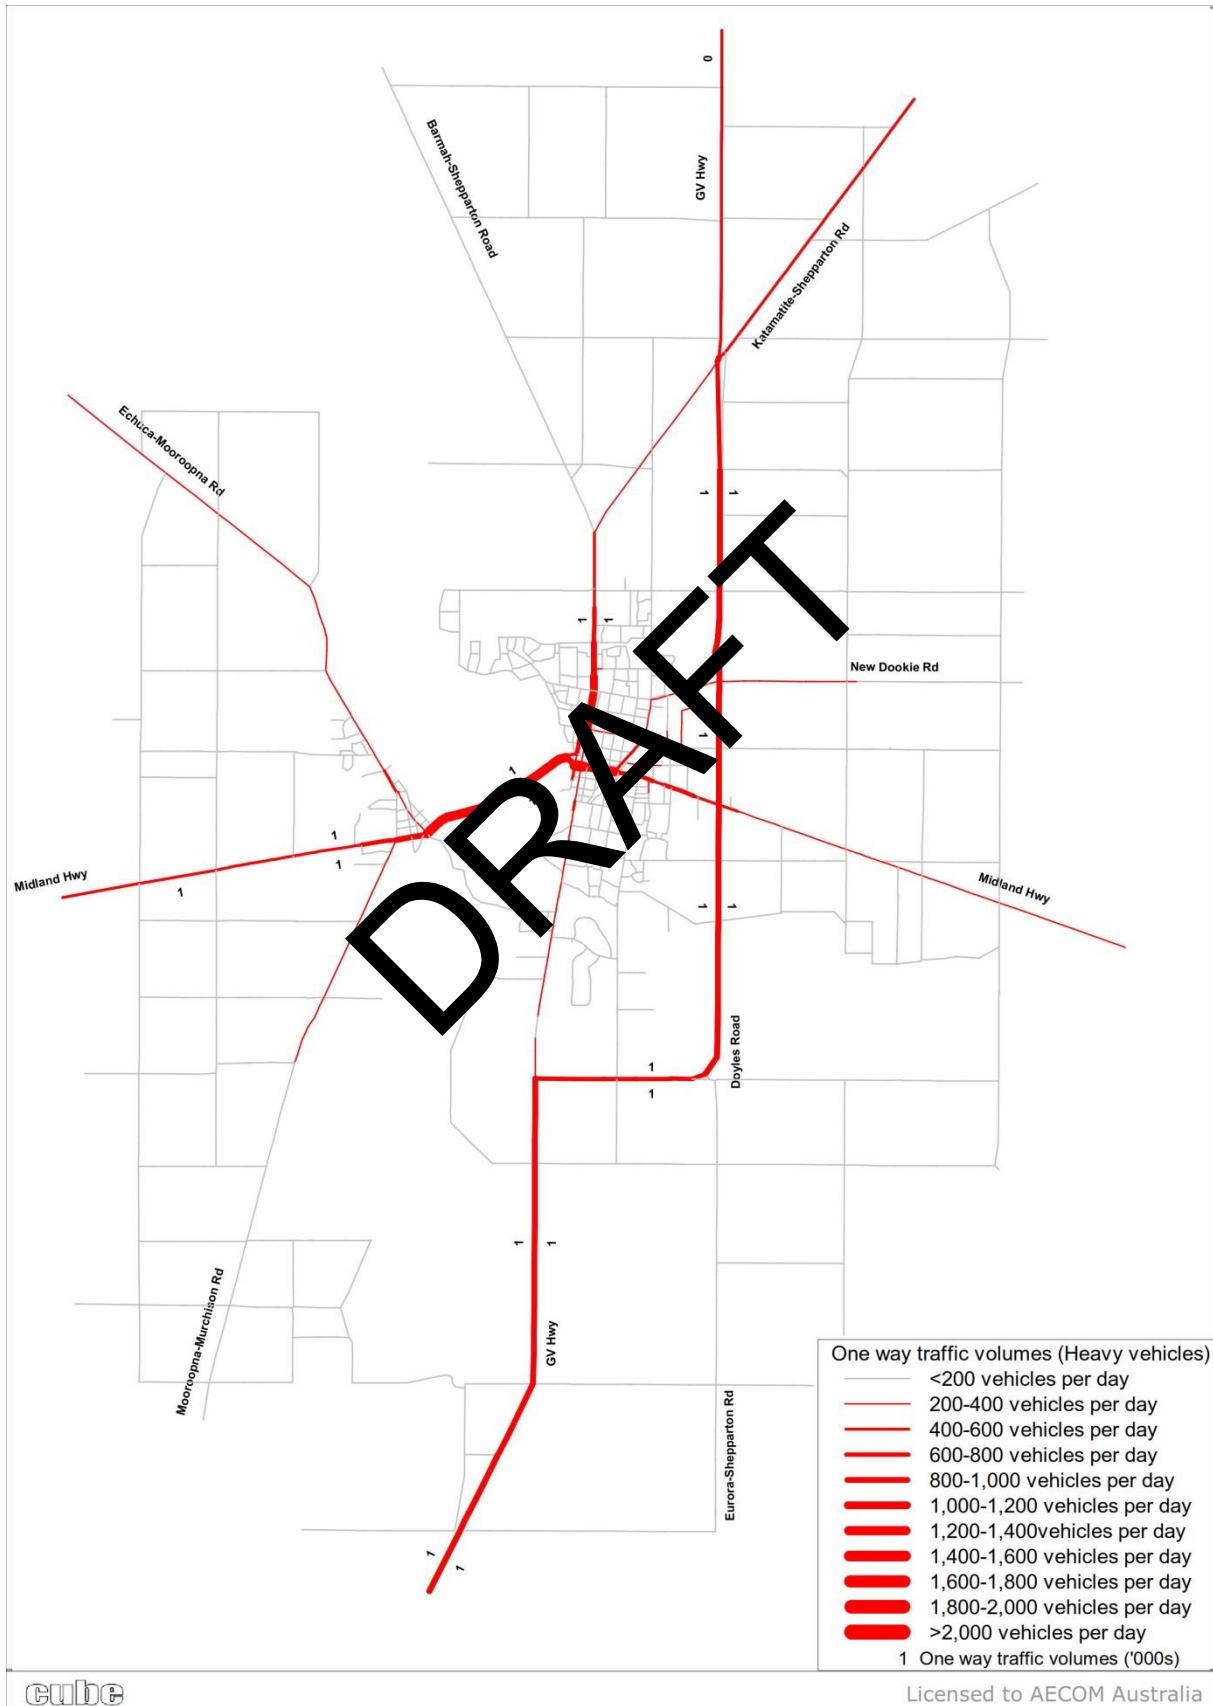 0
Barmah-Shepparton Road
GV Hwy
Katamatite-Shepparton Rd
Echuca-Mooroopna Rd
1
1
1
1
New Dookie Rd
1
1
1
1
Midland Hwy
1
Midland Hwy
1
1
DRAFT
Doyles Road
1
1
1
1
GV Hwy
Mooroopna-Murchison Rd
Eurora-Shepparton Rd
1
1
One way traffic volumes (Heavy vehicles)
<200 vehicles per day
200-400 vehicles per day
400-600 vehicles per day
600-800 vehicles per day
800-1,000 vehicles per day
1,000-1,200 vehicles per day
1,200-1,400vehicles per day
1,400-1,600 vehicles per day
1,600-1,800 vehicles per day
1,800-2,000 vehicles per day
>2,000 vehicles per day
1 One way traffic volumes ('000s)
cube
Licensed to AECOM Australia